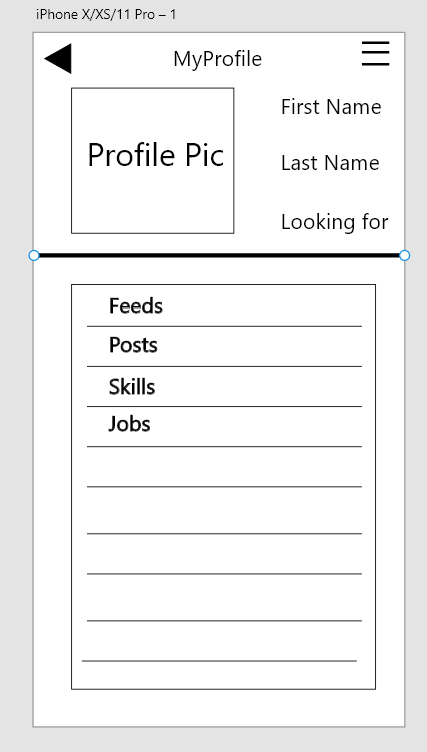 iPhone X/XS/11 Pro – 1
MyProfile
Profile Pic
First Name
Last Name
Looking for
Feeds
Posts
Skills
Jobs